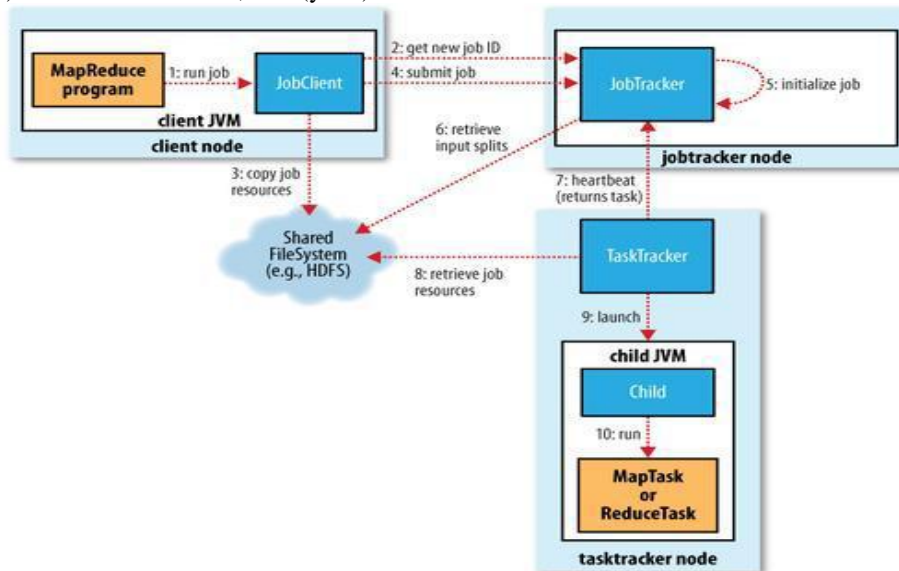 MapReduce
program
1: run job
JobClient
client JVM
client node
2: get new job ID
4: submit job
JobTracker
5: initialize job
jobtracker node
3: copy job
resources
6: retrieve
input splits
7: heartbeat
(returns task)
Shared
FileSystem
(e.g., HDFS)
8: retrieve job
resources
TaskTracker
9: launch
child JVM
Child
10: run
MapTask
or
ReduceTask
tasktracker node